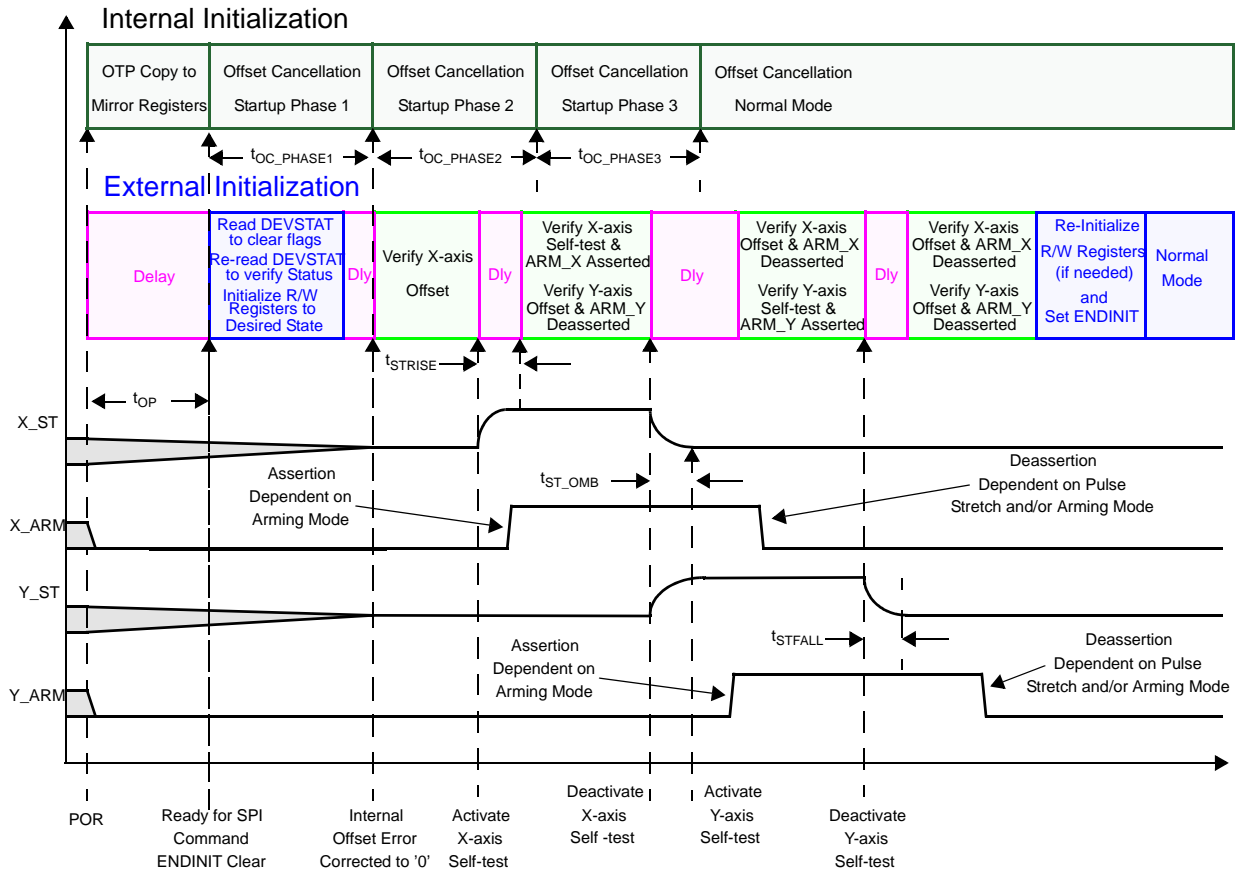 Internal Initialization
OTP Copy to
Mirror Registers
Offset Cancellation
Startup Phase 1
Offset Cancellation
Startup Phase 2
Offset Cancellation
Startup Phase 3
Offset Cancellation
Normal Mode
tOC_PHASE1
tOC_PHASE2
tOC_PHASE3
External Initialization
Delay
Read DEVSTAT
to clear flags
Re-read DEVSTAT
to verify Status
Initialize R/W
Registers to
Desired State
Dly
Verify X-axis
Offset
Dly
Verify X-axis
Self-test &
ARM_X Asserted
Verify Y-axis
Offset & ARM_Y
Deasserted
Dly
Verify X-axis
Offset & ARM_X
Deasserted
Verify Y-axis
Self-test &
ARM_Y Asserted
Dly
Verify X-axis
Offset & ARM_X
Deasserted
Verify Y-axis
Offset & ARM_Y
Deasserted
Re-Initialize
R/W Registers
(if needed)
and
Set ENDINIT
Normal
Mode
tSTRISE
tOP
X_ST
Assertion
Dependent on
Arming Mode
tST_OMB
Deassertion
Dependent on Pulse
Stretch and/or Arming Mode
X_ARM
Y_ST
tSTFALL
Assertion
Dependent on
Arming Mode
Deassertion
Dependent on Pulse
Stretch and/or Arming Mode
Y_ARM
POR
Ready for SPI
Command
ENDINIT Clear
Internal
Offset Error
Corrected to '0'
Activate
X-axis
Self-test
Deactivate
X-axis
Self -test
Activate
Y-axis
Self-test
Deactivate
Y-axis
Self-test